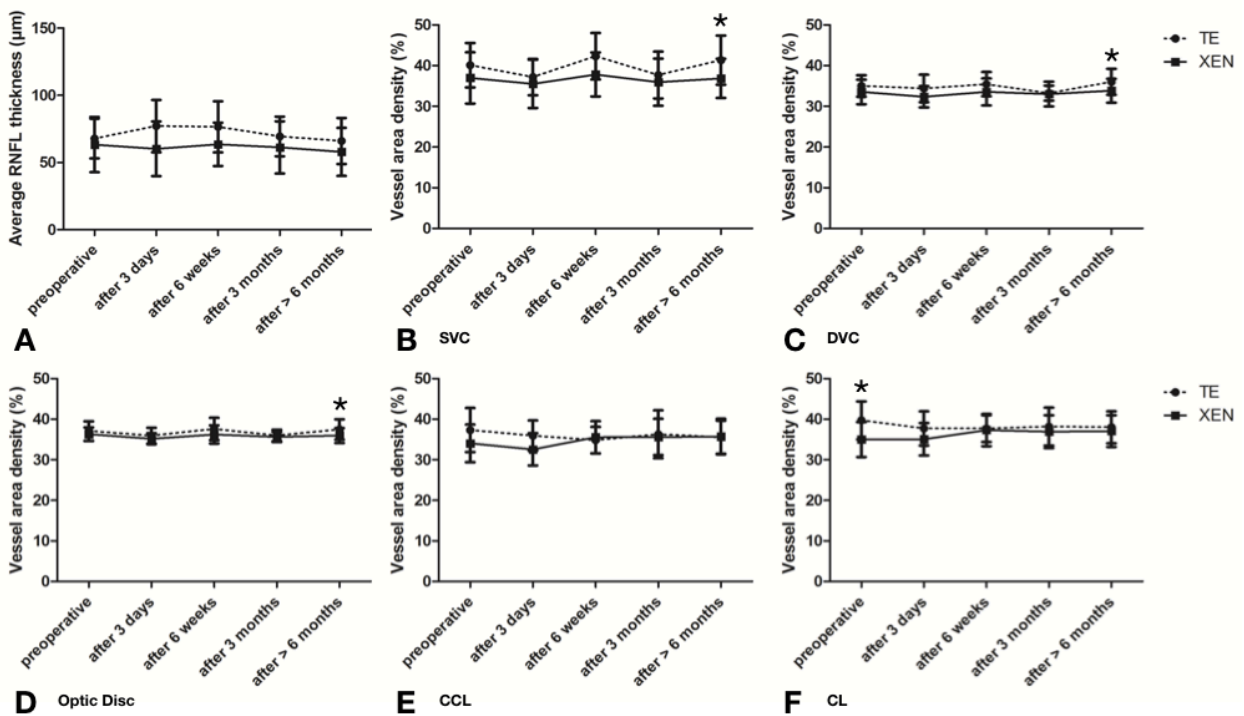 Average RNFL thickness (µm)
150
100
50
0
preoperative
after 3 days
after 6 weeks
after 3 months
after > 6 months
A
Vessel area density (%)
50
40
30
20
10
0
*
preoperative
after 3 days
after 6 weeks
after 3 months
after > 6 months
B SVC
Vessel area density (%)
50
40
30
20
10
0
*
preoperative
after 3 days
after 6 weeks
after 3 months
after > 6 months
C DVC
TE
XEN
Vessel area density (%)
50
40
30
20
10
0
*
preoperative
after 3 days
after 6 weeks
after 3 months
after > 6 months
D Optic Disc
Vessel area density (%)
50
40
30
20
10
0
preoperative
after 3 days
after 6 weeks
after 3 months
after > 6 months
E CCL
Vessel area density (%)
50
40
30
20
10
0
*
preoperative
after 3 days
after 6 weeks
after 3 months
after > 6 months
F CL
TE
XEN